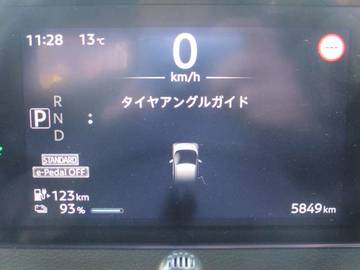 11:28 13℃
0
km/h
タイヤアングルガイド
R
P N :
D
STANDARD
e-Pedal OFF
123km
93% 5849km